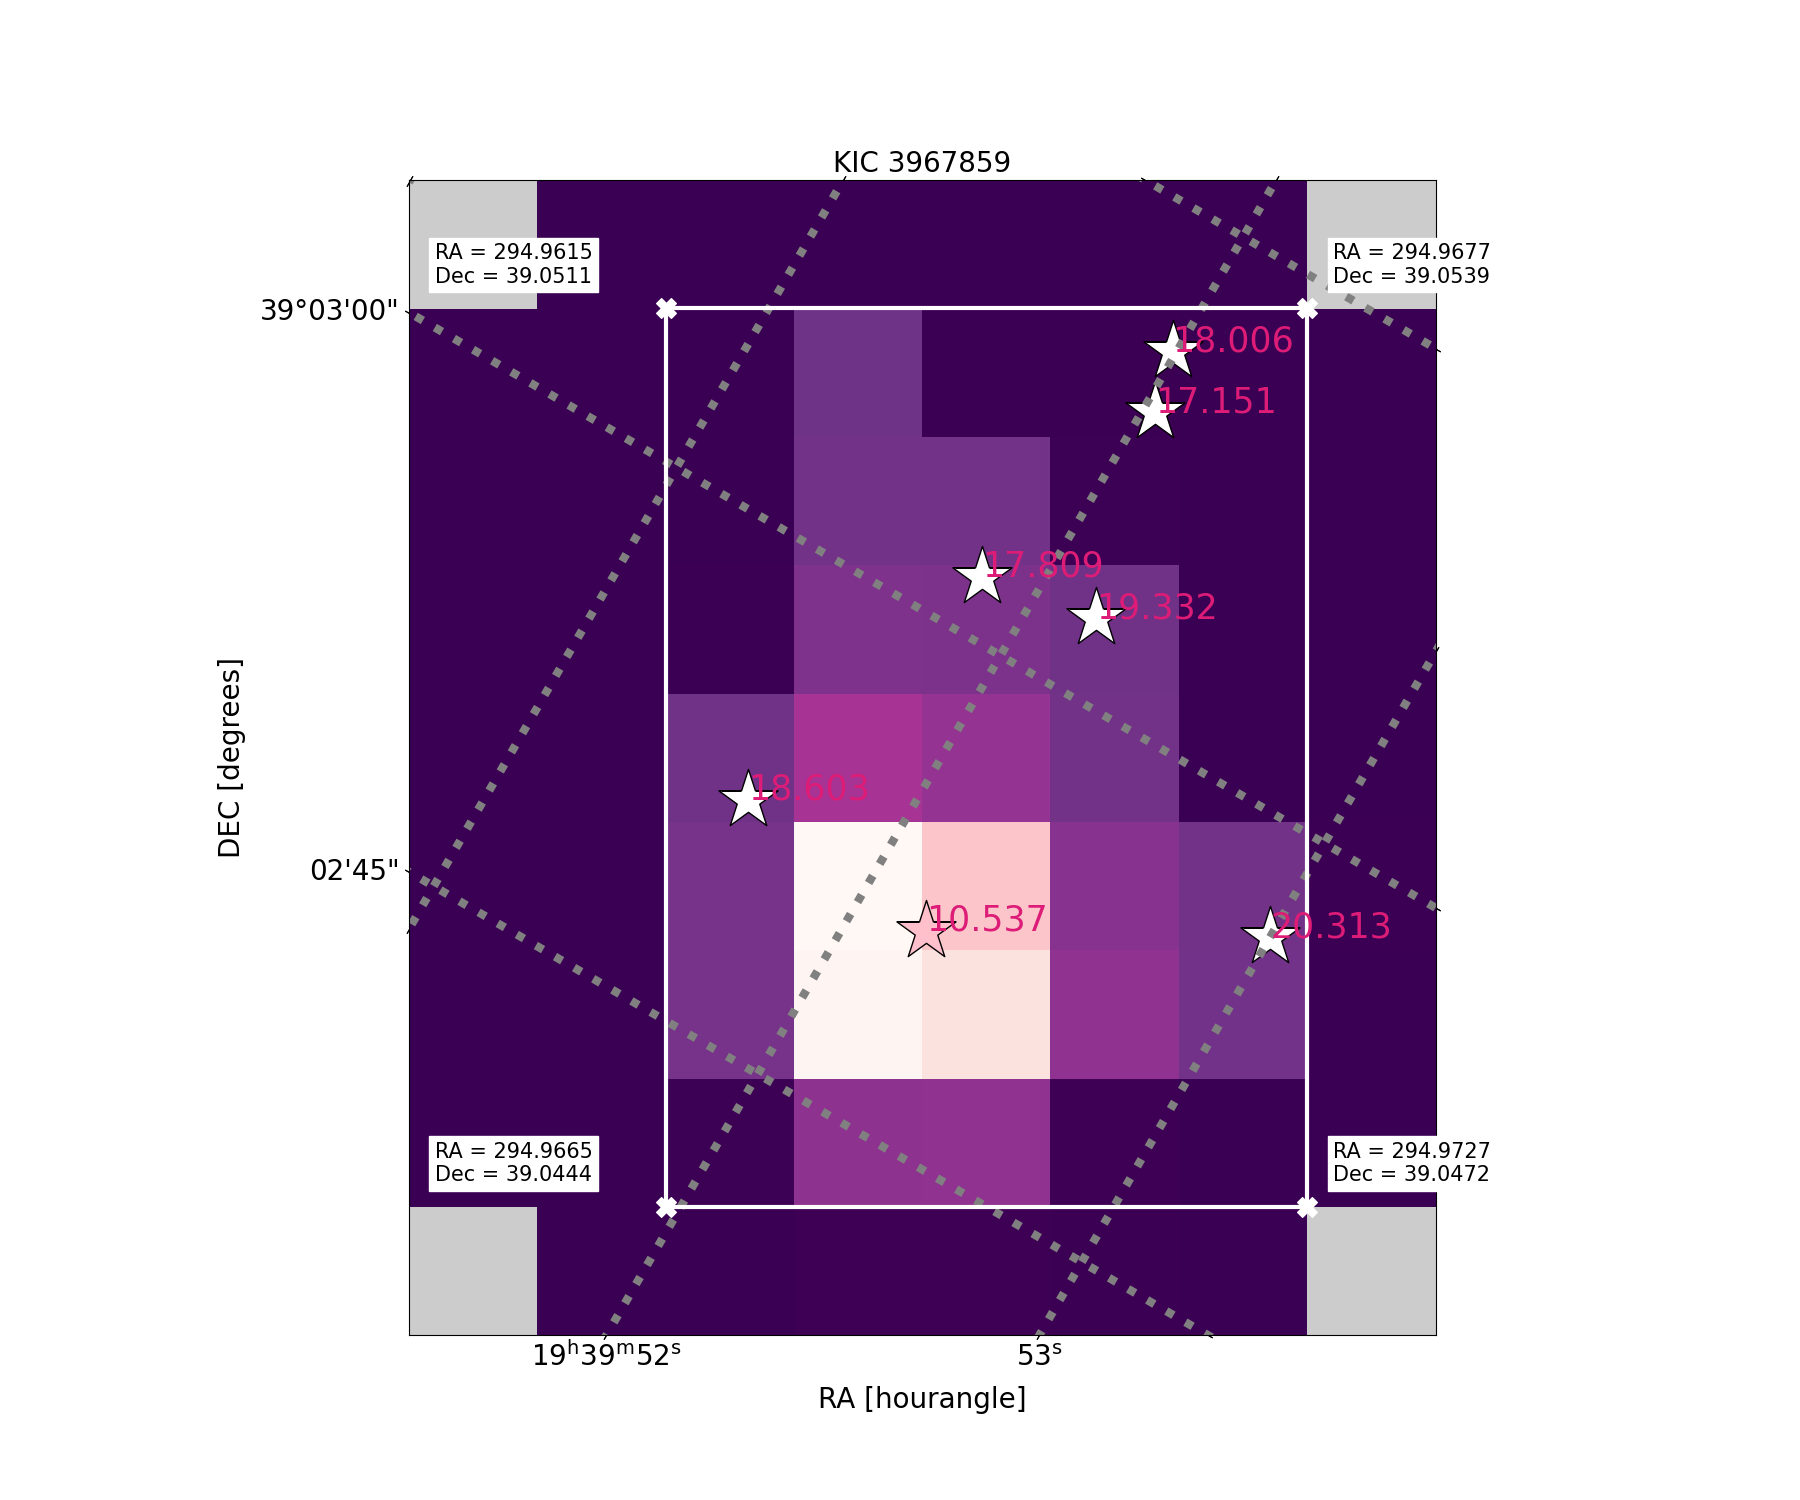 KIC 3967859
RA = 294.9615
Dec = 39.0511
RA = 294.9677
Dec = 39.0539
39°03'00"
18.006
17.151
17.809
19.332
18.603
DEC [degrees]
02'45"
10.537
20.313
RA = 294.9665
Dec = 39.0444
RA = 294.9727
Dec = 39.0472
19ʰ39ᵐ52ˢ
53ˢ
RA [hourangle]